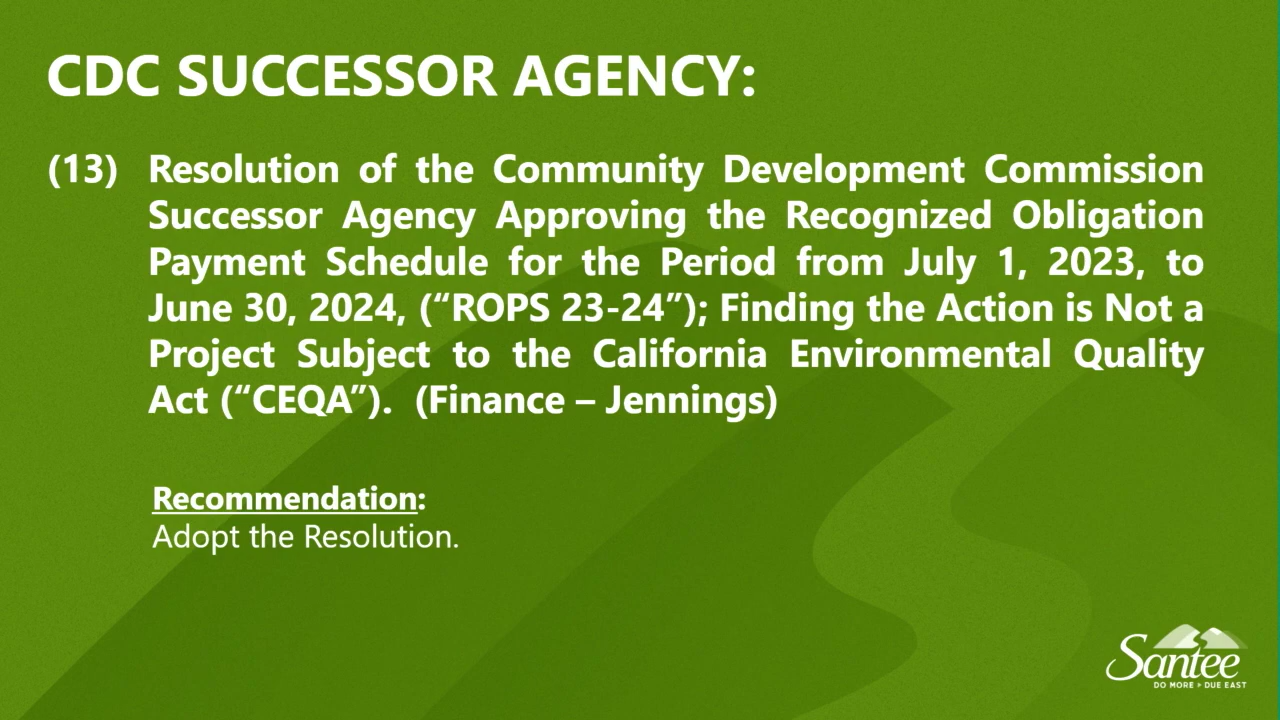 CDC SUCCESSOR AGENCY:
(13) Resolution of the Community Development Commission
Successor Agency Approving the Recognized Obligation
Payment Schedule for the Period from July 1, 2023, to
June 30, 2024, (“ROPS 23-24”); Finding the Action is Not a
Project Subject to the California Environmental Quality
Act (“CEQA”). (Finance – Jennings)
Recommendation:
Adopt the Resolution.
Santee
DO MORE ▸ DUE EAST